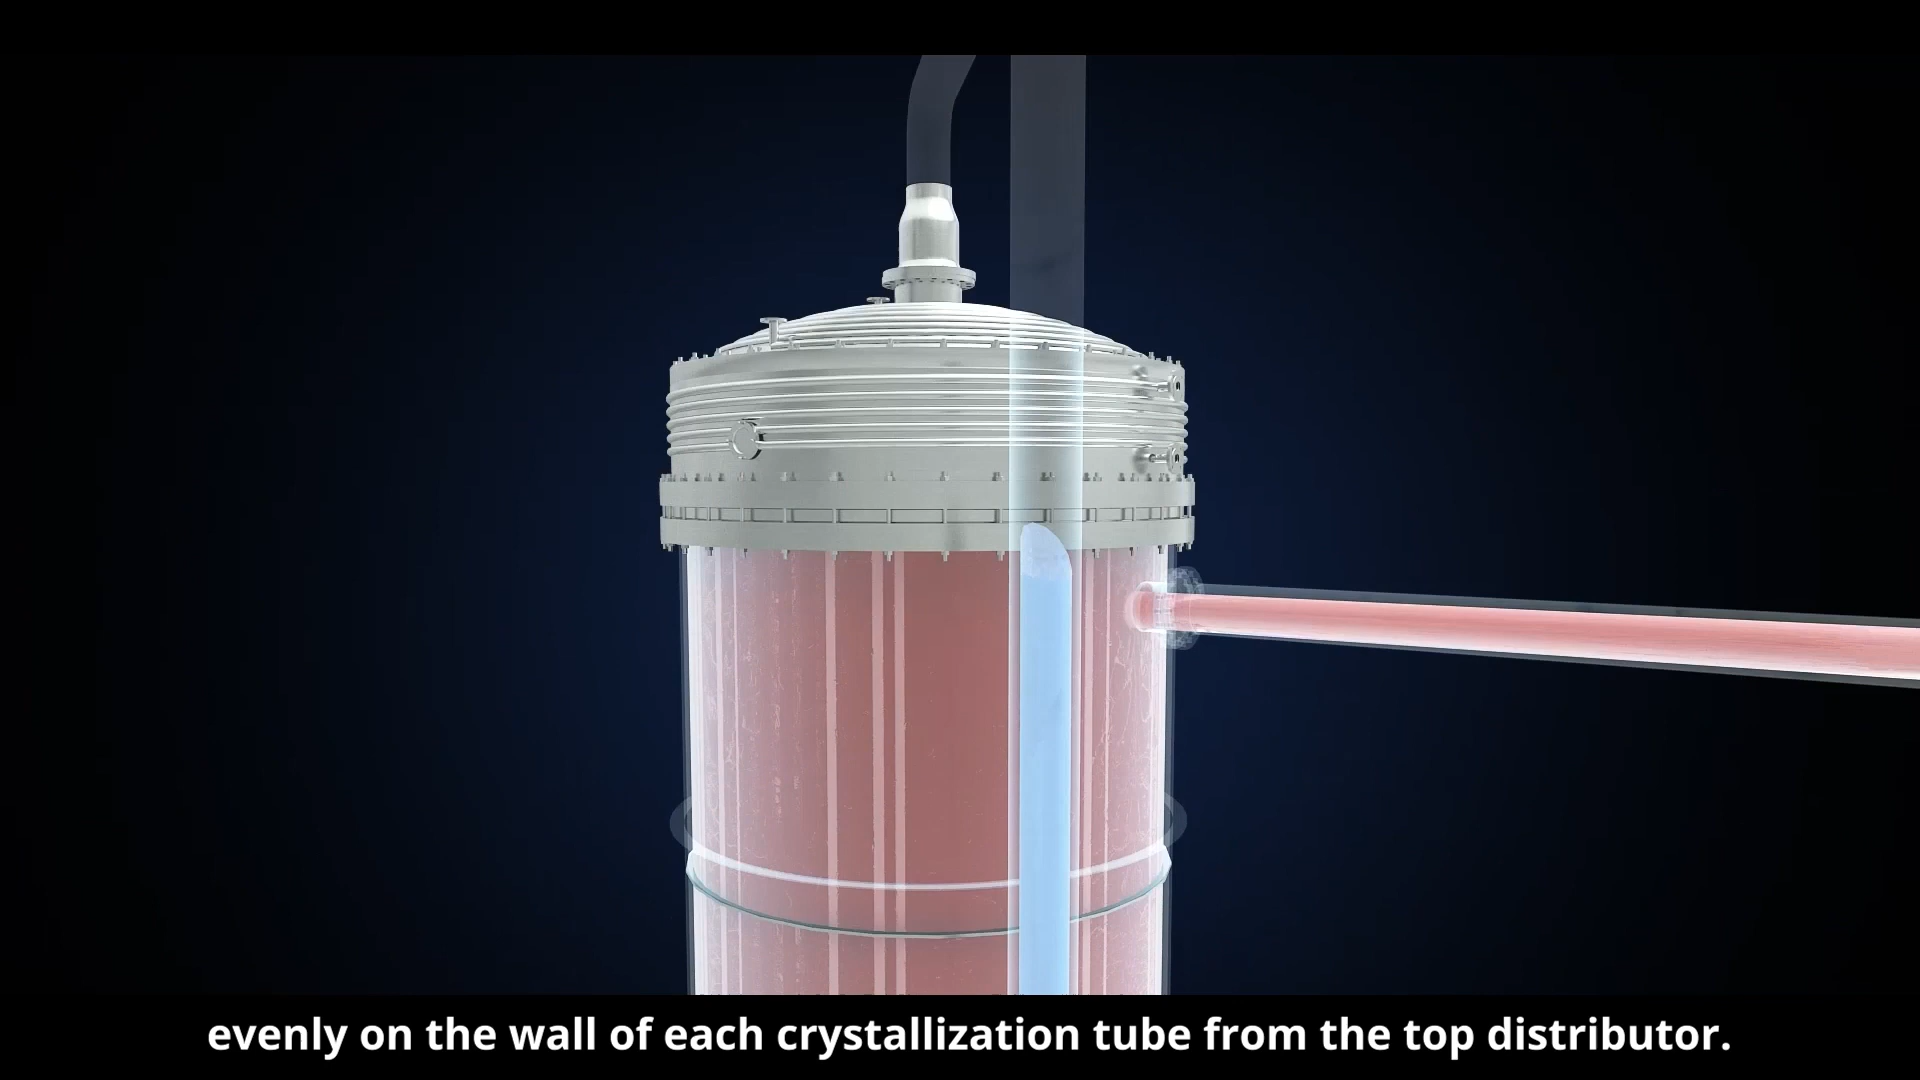 evenly on the wall of each crystallization tube from the top distributor.